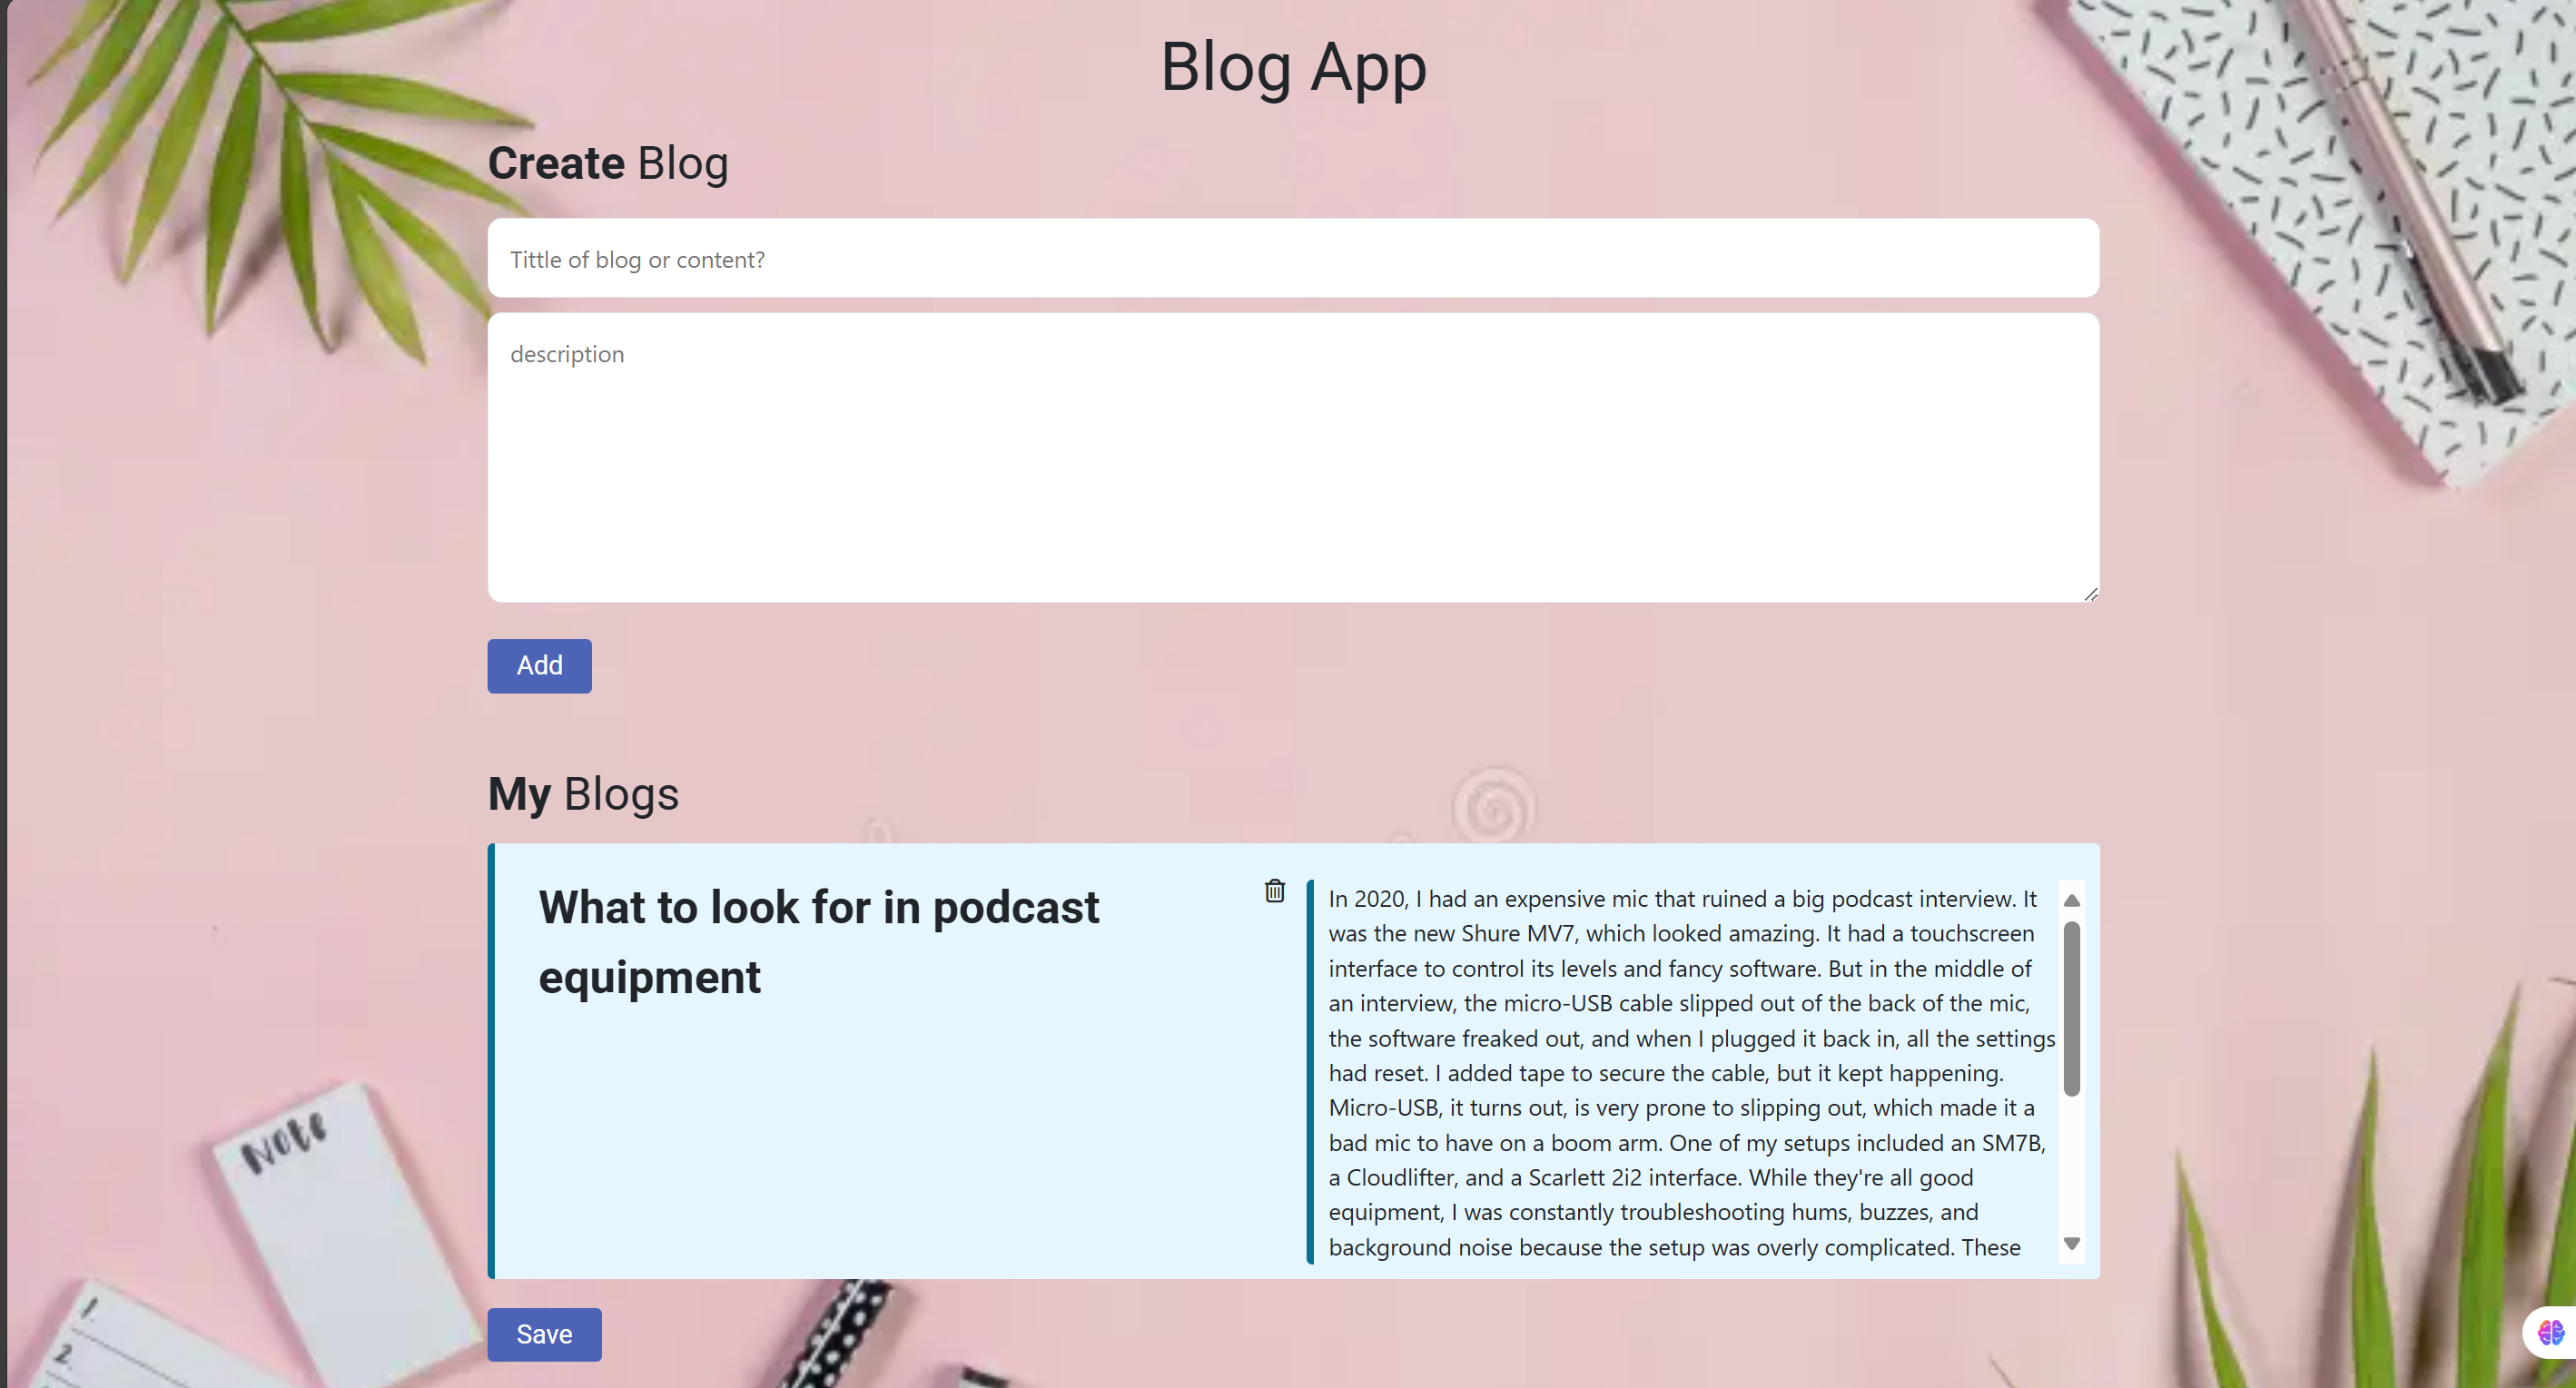 Blog App
Create Blog
Tittle of blog or content?
description
Add
My Blogs
What to look for in podcast
equipment
In 2020, I had an expensive mic that ruined a big podcast interview. It
was the new Shure MV7, which looked amazing. It had a touchscreen
interface to control its levels and fancy software. But in the middle of
an interview, the micro-USB cable slipped out of the back of the mic,
the software freaked out, and when I plugged it back in, all the settings
had reset. I added tape to secure the cable, but it kept happening.
Micro-USB, it turns out, is very prone to slipping out, which made it a
bad mic to have on a boom arm. One of my setups included an SM7B,
a Cloudlifter, and a Scarlett 2i2 interface. While they're all good
equipment, I was constantly troubleshooting hums, buzzes, and
background noise because the setup was overly complicated. These
Note
1.
2.
Save